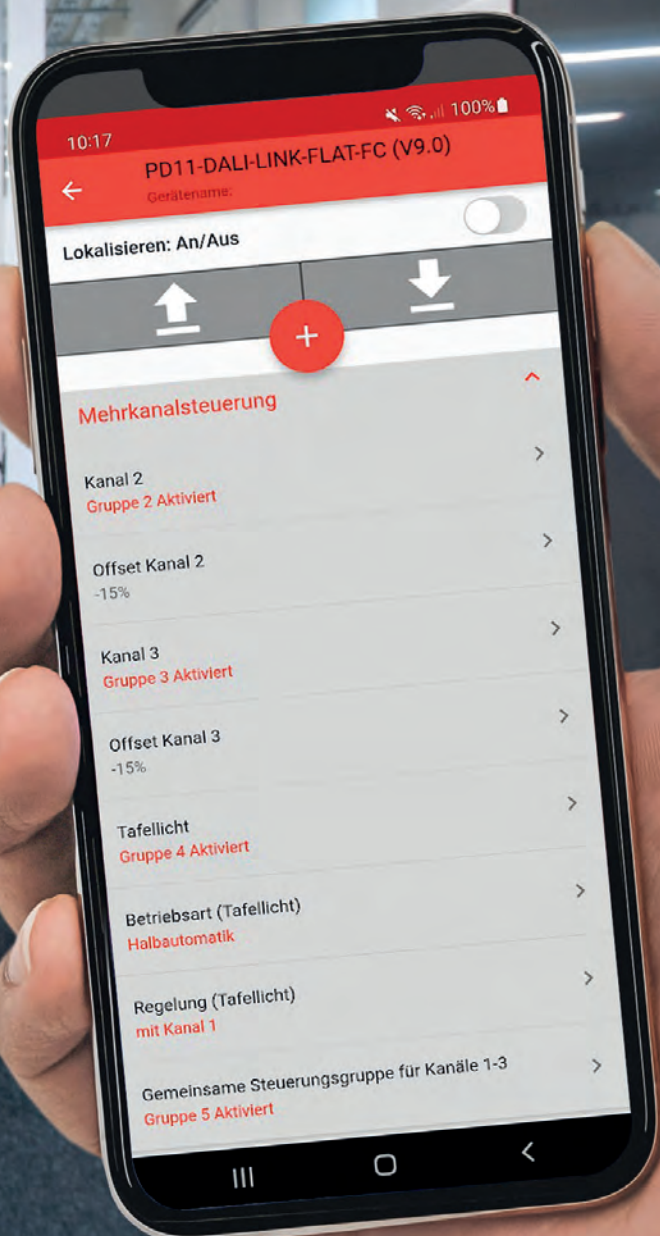 10:17
100%
PD11-DALI-LINK-FLAT-FC (V9.0)
Gerätename:
Lokalisieren: An/Aus
Mehrkanalsteuerung
Kanal 2
Gruppe 2 Aktiviert
Offset Kanal 2
-15%
Kanal 3
Gruppe 3 Aktiviert
Offset Kanal 3
-15%
Tafellicht
Gruppe 4 Aktiviert
Betriebsart (Tafellicht)
Halbautomatik
Regelung (Tafellicht)
mit Kanal 1
Gemeinsame Steuerungsgruppe für Kanäle 1-3
Gruppe 5 Aktiviert